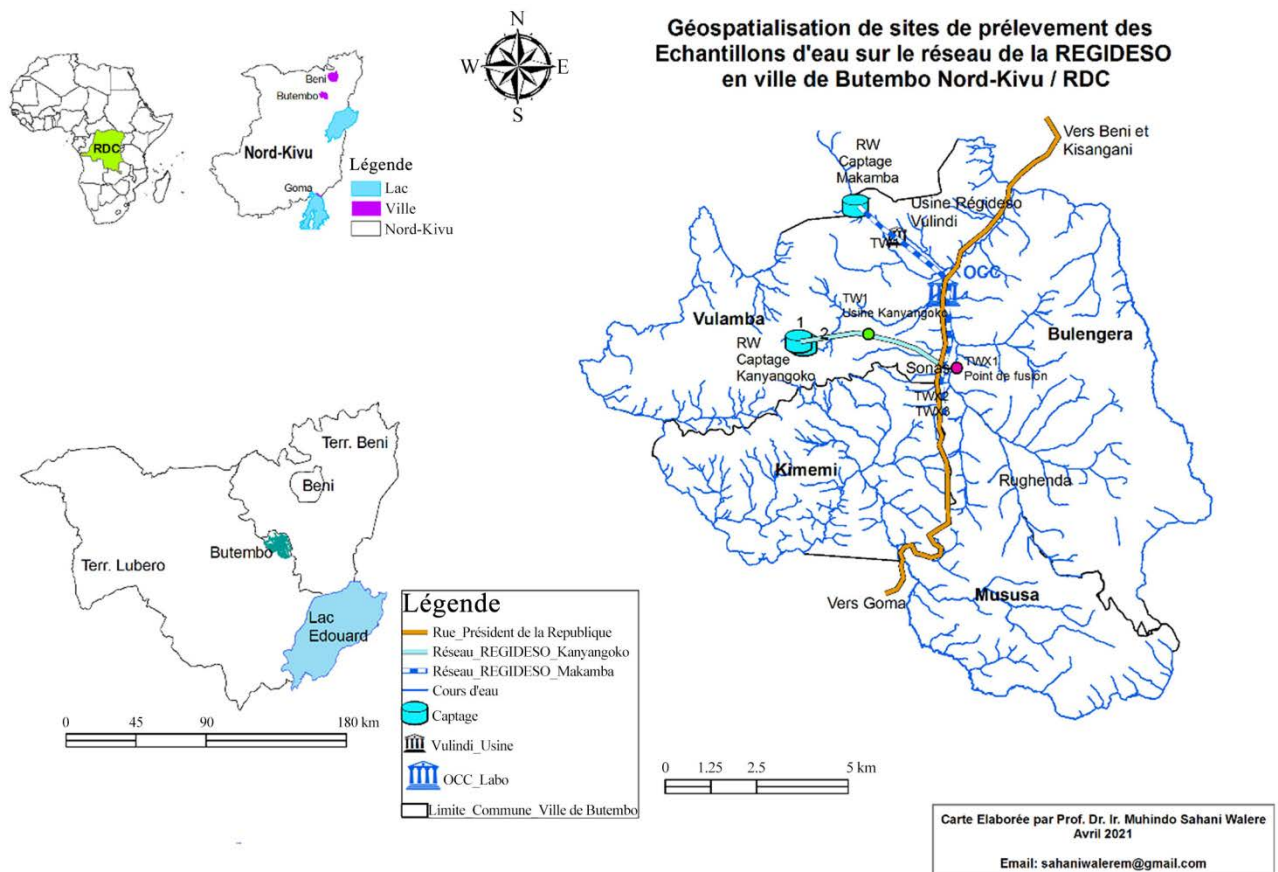 Géospatialisation de sites de prélevement des
Echantillons d'eau sur le réseau de la REGIDESO
en ville de Butembo Nord-Kivu / RDC
N
W
E
S
RDC
Beni
Butembo
Nord-Kivu
Goma
Légende
Lac
Ville
Nord-Kivu
Vers Beni et
Kisangani
RW
Captage
Makamba
Usine Régideso
Vulindi
OCC
TW1
Usine Kanyangoko
Vulamba
1
2
RW
Captage
Kanyangoko
Bulengera
Sonas
TWX1
Point de fusion
TWX2
TWX3
Kimemi
Rughenda
Vers Goma
Mususa
Terr. Beni
Beni
Butembo
Terr. Lubero
Lac
Edouard
0 45 90 180 km
Légende
Rue_Président de la Republique
Réseau_REGIDESO_Kanyangoko
Réseau_REGIDESO_Makamba
Cours d'eau
Captage
Vulindi_Usine
OCC_Labo
Limite_Commune_Ville de Butembo
0 1.25 2.5 5 km
Carte Elaborée par Prof. Dr. Ir. Muhindo Sahani Walere
Avril 2021
Email: sahaniwalerem@gmail.com